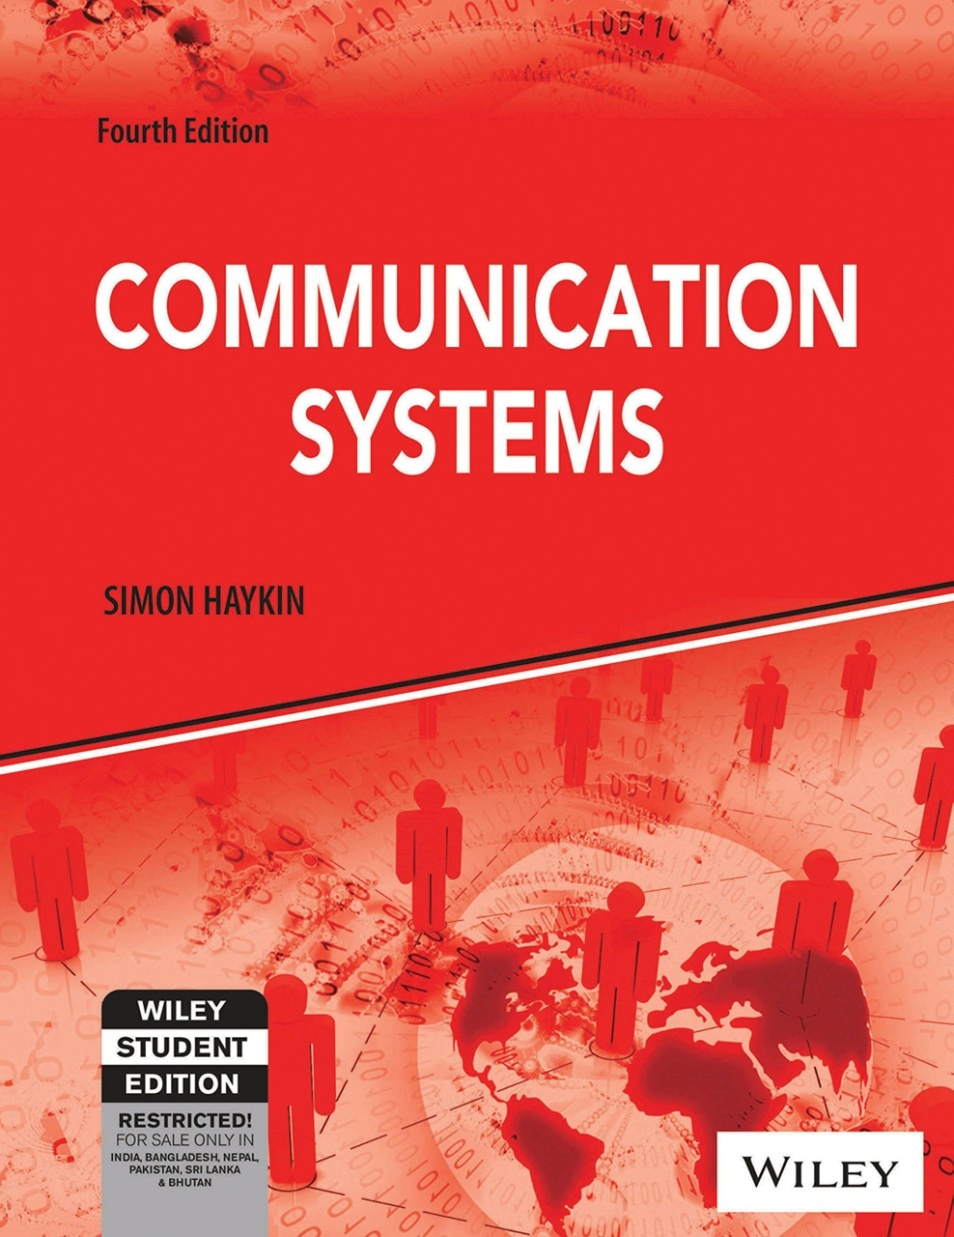 Fourth Edition
COMMUNICATION
SYSTEMS
SIMON HAYKIN
WILEY
STUDENT
EDITION
RESTRICTED!
FOR SALE ONLY IN
INDIA, BANGLADESH, NEPAL,
PAKISTAN, SRI LANKA
& BHUTAN
WILEY